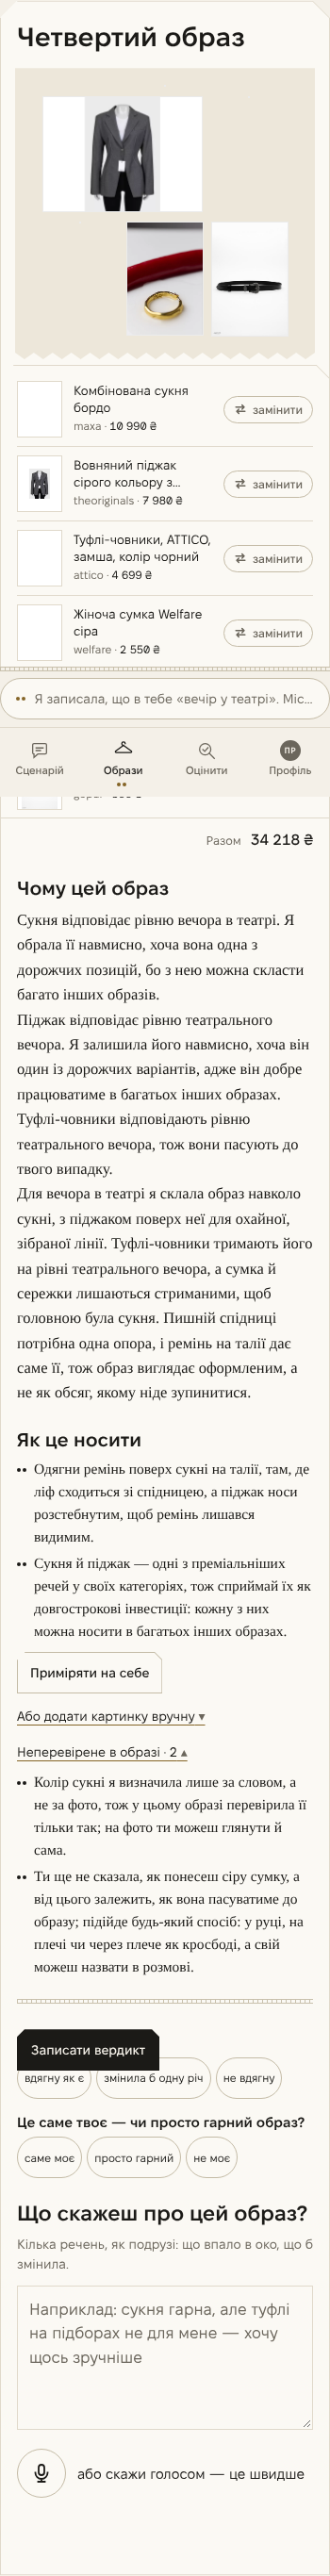 Четвертий образ
Комбінована сукня
бордо
maxa · 10 990 ₴
замінити
Вовняний піджак
сірого кольору з...
theoriginals · 7 980 ₴
замінити
Туфлі-човники, ATTICO,
замша, колір чорний
attico · 4 699 ₴
замінити
Жіноча сумка Welfare
сіра
welfare · 2 550 ₴
замінити
Я записала, що в тебе «вечір у театрі». Міс...
Сценарій
Образи
Оцінити
ПР
Профіль
Разом 34 218 ₴
Чому цей образ
Сукня відповідає рівню вечора в театрі. Я
обрала її навмисно, хоча вона одна з
дорожчих позицій, бо з нею можна скласти
багато інших образів.
Піджак відповідає рівню театрального
вечора. Я залишила його навмисно, хоча він
один із дорожчих варіантів, адже він добре
працюватиме в багатьох інших образах.
Туфлі-човники відповідають рівню
театрального вечора, тож вони пасують до
твого випадку.
Для вечора в театрі я склала образ навколо
сукні, з піджаком поверх неї для охайної,
зібраної лінії. Туфлі-човники тримають його
на рівні театрального вечора, а сумка й
сережки лишаються стриманими, щоб
головною була сукня. Пишній спідниці
потрібна одна опора, і ремінь на талії дає
саме її, тож образ виглядає оформленим, а
не як обсяг, якому ніде зупинитися.
Як це носити
•• Одягни ремінь поверх сукні на талії, там, де
ліф сходиться зі спідницею, а піджак носи
розстебнутим, щоб ремінь лишався
видимим.
•• Сукня й піджак — одні з преміальніших
речей у своїх категоріях, тож сприймай їх як
довгострокові інвестиції: кожну з них
можна носити в багатьох інших образах.
Приміряти на себе
Або додати картинку вручну ▾
Неперевірене в образі · 2 ▴
•• Колір сукні я визначила лише за словом, а
не за фото, тож у цьому образі перевірила її
тільки так; на фото ти можеш глянути й
сама.
•• Ти ще не сказала, як понесеш сіру сумку, а
від цього залежить, як вона пасуватиме до
образу; підійде будь-який спосіб: у руці, на
плечі чи через плече як кросбоді, а свій
можеш назвати в розмові.
Записати вердикт
вдягну як є
змінила б одну річ
не вдягну
Це саме твоє — чи просто гарний образ?
саме моє
просто гарний
не моє
Що скажеш про цей образ?
Кілька речень, як подрузі: що впало в око, що б
змінила.
Наприклад: сукня гарна, але туфлі
на підборах не для мене — хочу
щось зручніше
або скажи голосом — це швидше